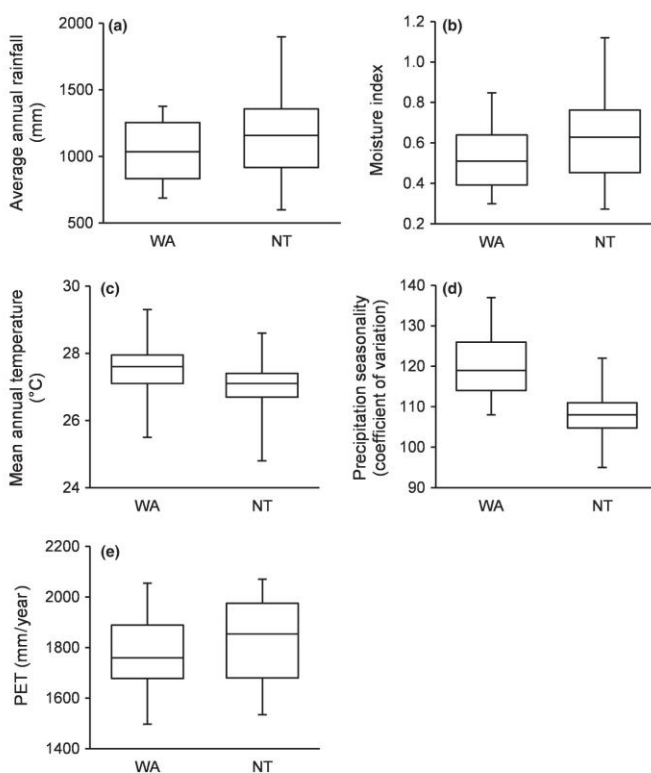 (a)
Average annual rainfall
(mm)
2000
1500
1000
500
WA
NT
(b)
Moisture index
1.2
1.0
0.8
0.6
0.4
0.2
WA
NT
(c)
Mean annual temperature
(°C)
30
28
26
24
WA
NT
(d)
Precipitation seasonality
(coefficient of variation)
140
130
120
110
100
90
WA
NT
(e)
PET (mm/year)
2200
2000
1800
1600
1400
WA
NT